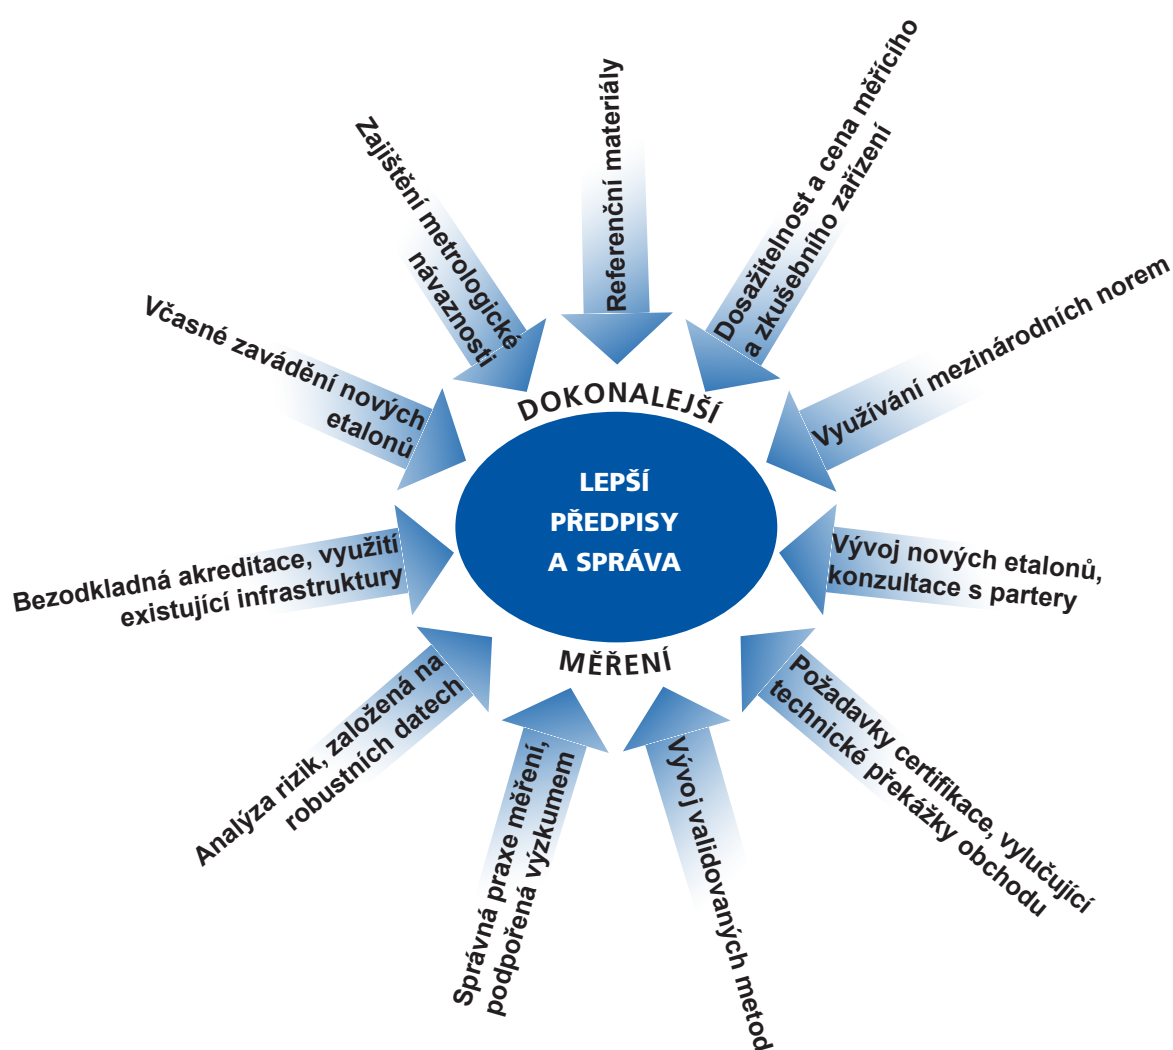 Referenční materiály
Dosažitelnost a cena měřícího
a zkušebního zařízení
Využívání mezinárodních norem
Vývoj nových etalonů,
konzultace s partery
Požadavky certifikace, vylučující
technické překážky obchodu
Vývoj validovaných metod
Správná praxe měření,
podpořená výzkumem
Analýza rizik, založená na
robustních datech
Bezodkladná akreditace, využití
existující infrastruktury
Včasné zavádění nových
etalonů
Zajištění metrologické
návaznosti
DOKONALEJŠÍ
LEPŠÍ
PŘEDPISY
A SPRÁVA
MĚŘENÍ